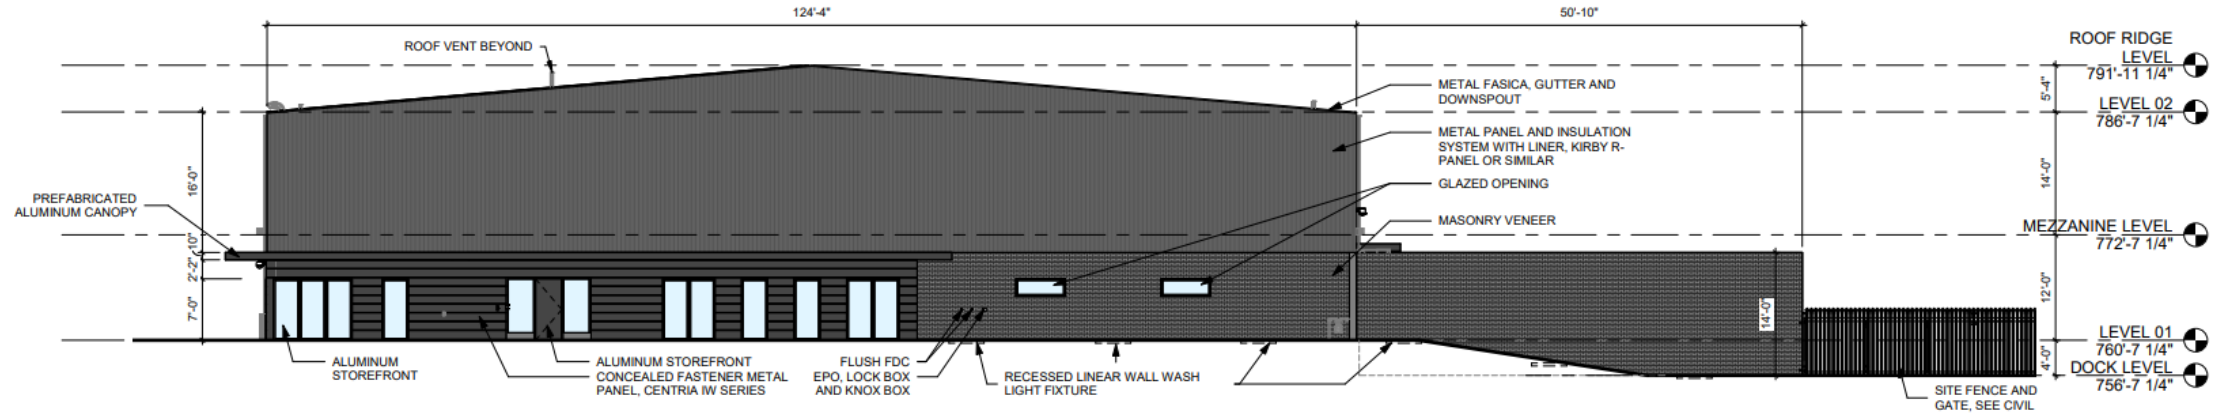 124'-4"
50'-10"
ROOF VENT BEYOND
ROOF RIDGE
LEVEL
791'-11 1/4"
5'-4"
METAL FASICA, GUTTER AND
DOWNSPOUT
LEVEL 02
786'-7 1/4"
METAL PANEL AND INSULATION
SYSTEM WITH LINER, KIRBY R-
PANEL OR SIMILAR
16'-0"
14'-0"
GLAZED OPENING
PREFABRICATED
ALUMINUM CANOPY
MASONRY VENEER
MEZZANINE LEVEL
772'-7 1/4"
10"
2'-2"
7'-0"
12'-0"
14'-0"
LEVEL 01
760'-7 1/4"
4'-0"
DOCK LEVEL
756'-7 1/4"
ALUMINUM
STOREFRONT
ALUMINUM STOREFRONT
CONCEALED FASTENER METAL
PANEL, CENTRIA IW SERIES
FLUSH FDC
EPO, LOCK BOX
AND KNOX BOX
RECESSED LINEAR WALL WASH
LIGHT FIXTURE
SITE FENCE AND
GATE, SEE CIVIL